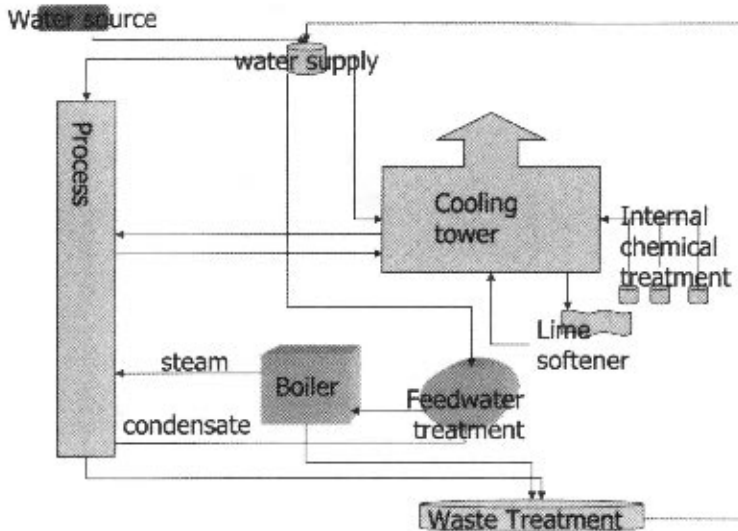 Water source
water supply
Process
Cooling
tower
Internal
chemical
treatment
Lime
softener
steam
Boiler
Feedwater
treatment
condensate
Waste Treatment